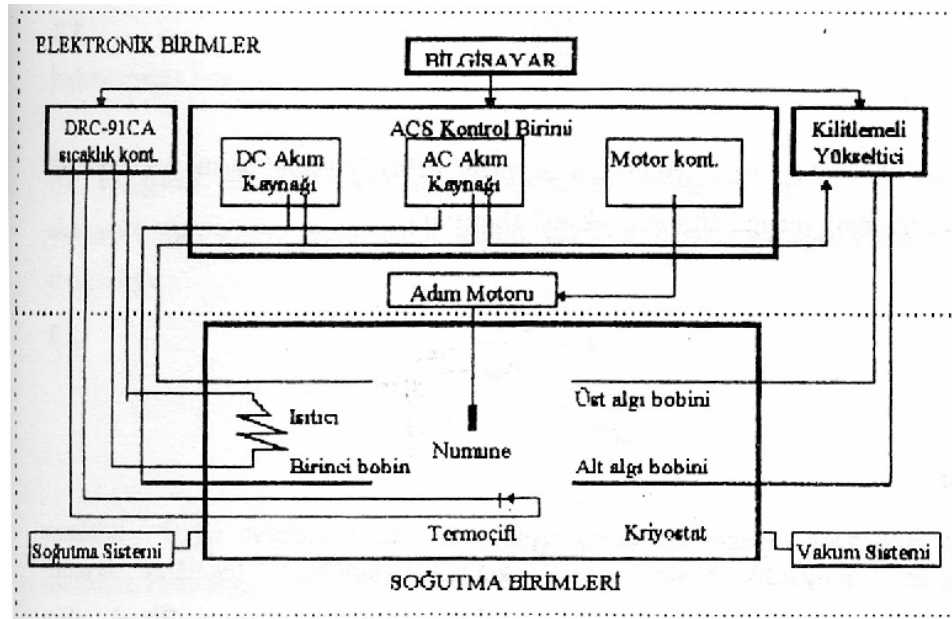 ELEKTRONİK BİRİMLER
BİLGİSAYAR
DRC-91CA
sıcaklık kont.
ACS Kontrol Birimi
DC Akım
Kaynağı
AC Akım
Kaynağı
Motor kont.
Kilitlemeli
Yükseltici
Adım Motoru
Üst algı bobini
Isıtıcı
Numune
Birinci bobin
Alt algı bobini
Termoçift
Kriyostat
Soğutma Sistemi
Vakum Sistemi
SOĞUTMA BİRİMLERİ